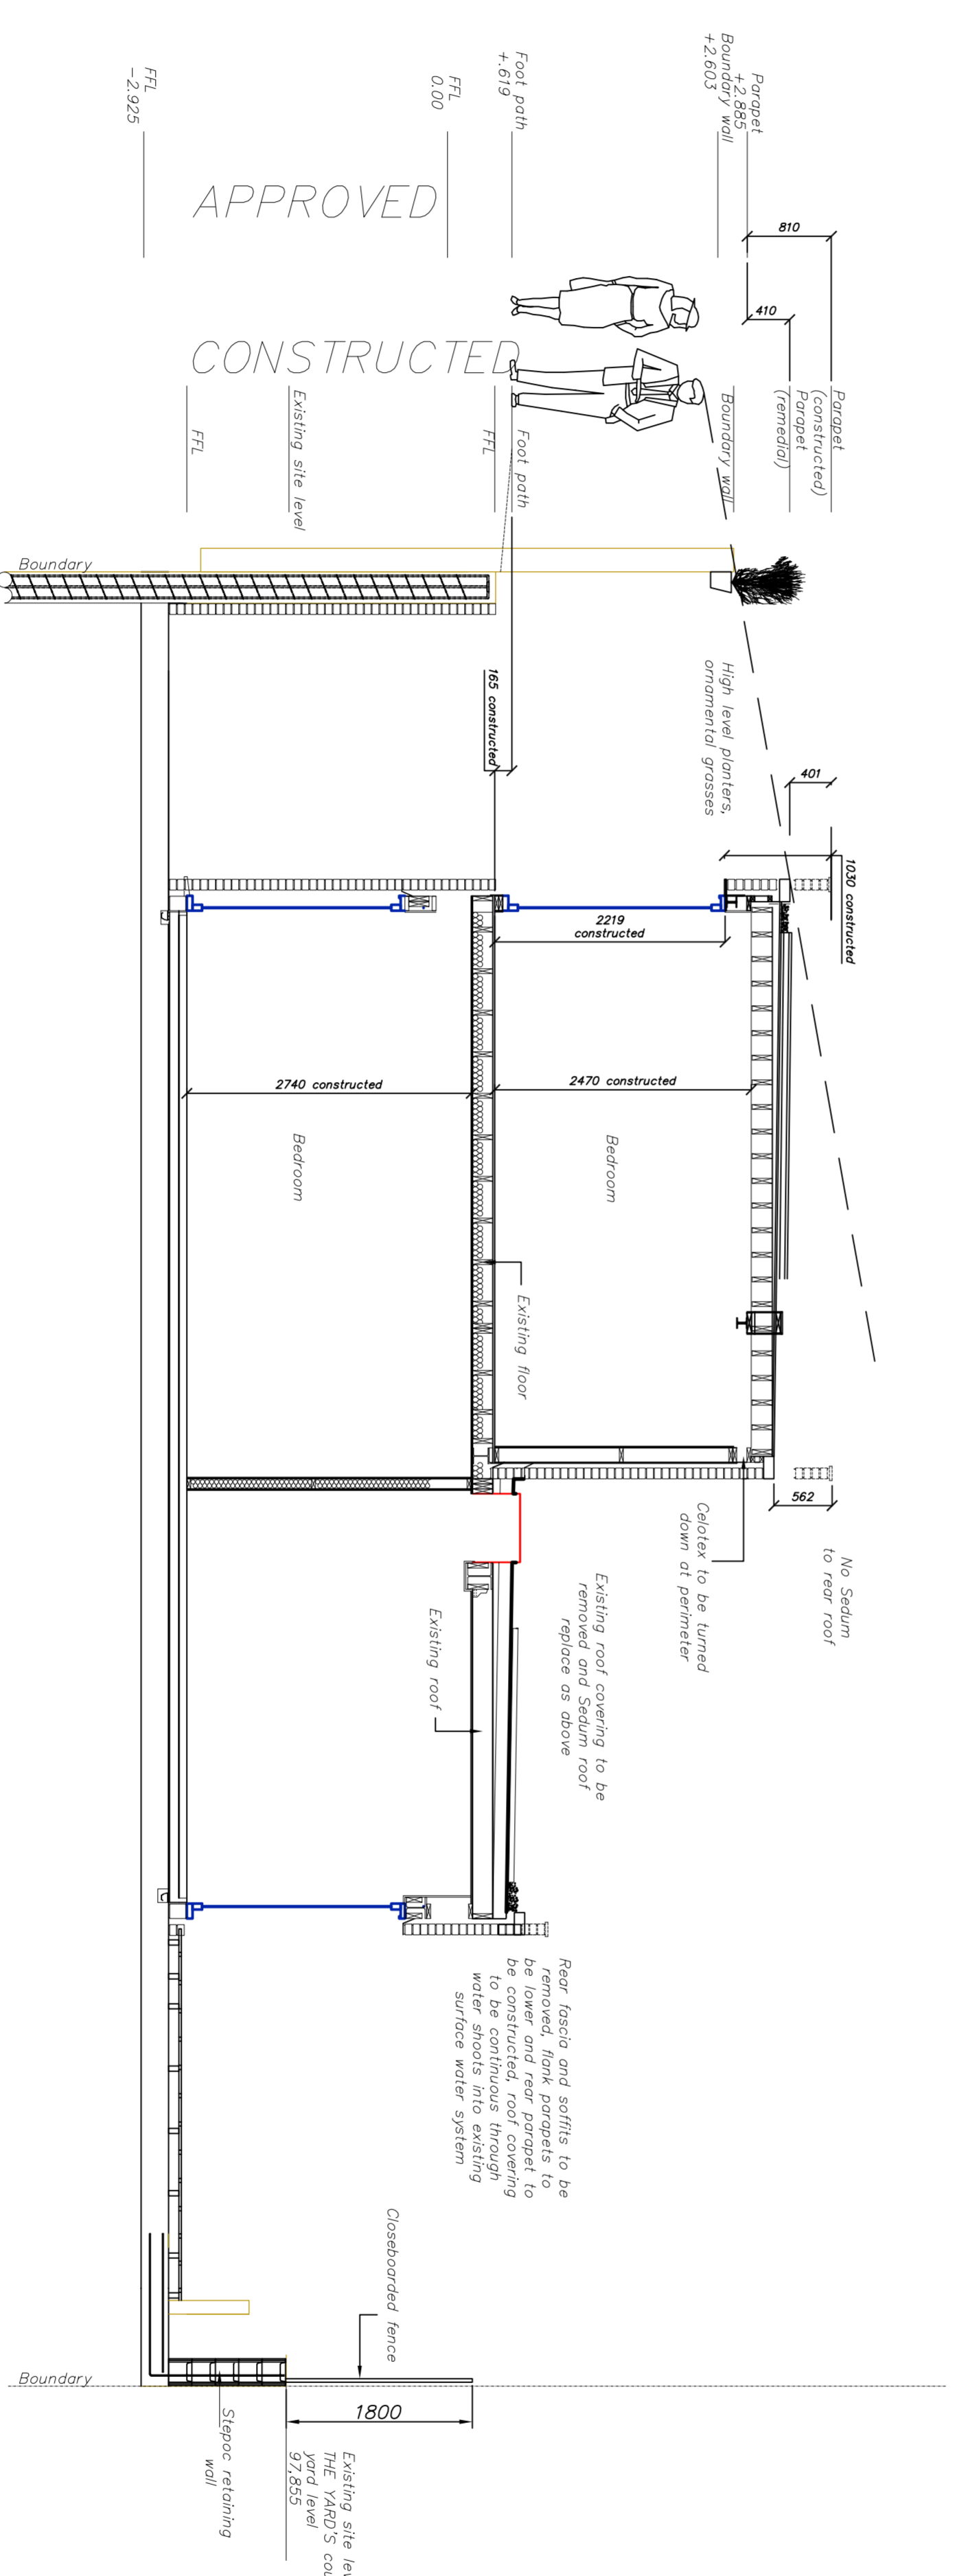 Parapet
+2.885
Boundary wall
+2.603
Foot path
+.619
FFL
0.00
FFL
-2.925
APPROVED
810
410
CONSTRUCTED
Parapet
(constructed)
Parapet
(remedial)
Boundary wall
Foot path
FFL
Existing site level
FFL
Boundary
High level planters,
ornamental grasses
165 constructed
401
1030 constructed
2219
constructed
2470 constructed
2740 constructed
Bedroom
Bedroom
Existing floor
562
No Sedum
to rear roof
Celotex to be turned
down at perimeter
Existing roof covering to be
removed and Sedum roof
replace as above
Existing roof
Rear fascia and soffits to be
removed, flank parapets to
be lower and rear parapet to
be constructed, roof covering
to be continuous through
water shoots into existing
surface water system
Closeboarded fence
Boundary
1800
Stepoc retaining
wall
Existing site lev
THE YARD'S cou
yard level
97,855